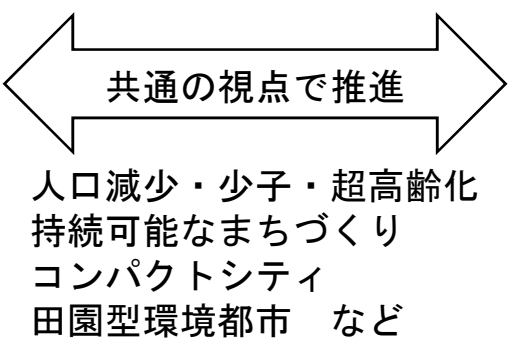 共通の視点で推進
人口減少・少子・超高齢化
持続可能なまちづくり
コンパクトシティ
田園型環境都市　など